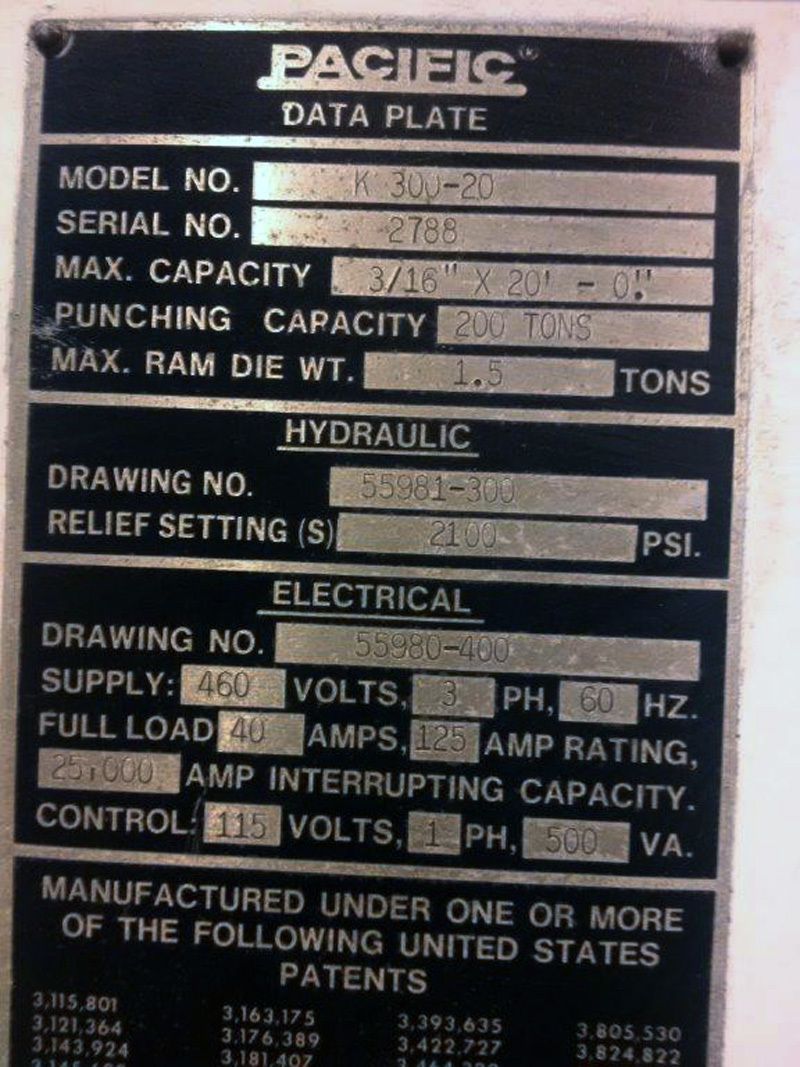 PACIFIC®
DATA PLATE
MODEL NO. K 300-20
SERIAL NO. 2788
MAX. CAPACITY 3/16" X 20' - 0"
PUNCHING CAPACITY 200 TONS
MAX. RAM DIE WT. 1.5 TONS
HYDRAULIC
DRAWING NO. 55981-300
RELIEF SETTING (S) 2100 PSI.
ELECTRICAL
DRAWING NO. 55980-400
SUPPLY: 460 VOLTS, 3 PH, 60 HZ.
FULL LOAD 40 AMPS, 125 AMP RATING,
25,000 AMP INTERRUPTING CAPACITY.
CONTROL: 115 VOLTS, 1 PH, 500 VA.
MANUFACTURED UNDER ONE OR MORE
OF THE FOLLOWING UNITED STATES
PATENTS
3,115,801 3,163,175 3,393,635 3,805,530
3,121,364 3,176,389 3,422,727 3,824,822
3,143,924 3,181,407